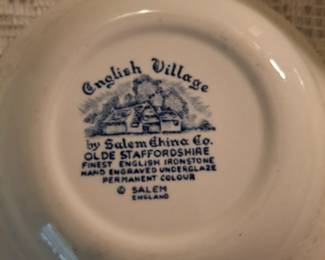 English Village
by Salem China Co.
OLDE STAFFORDSHIRE
FINEST ENGLISH IRONSTONE
HAND ENGRAVED UNDERGLAZE
PERMANENT COLOUR
© SALEM
ENGLAND